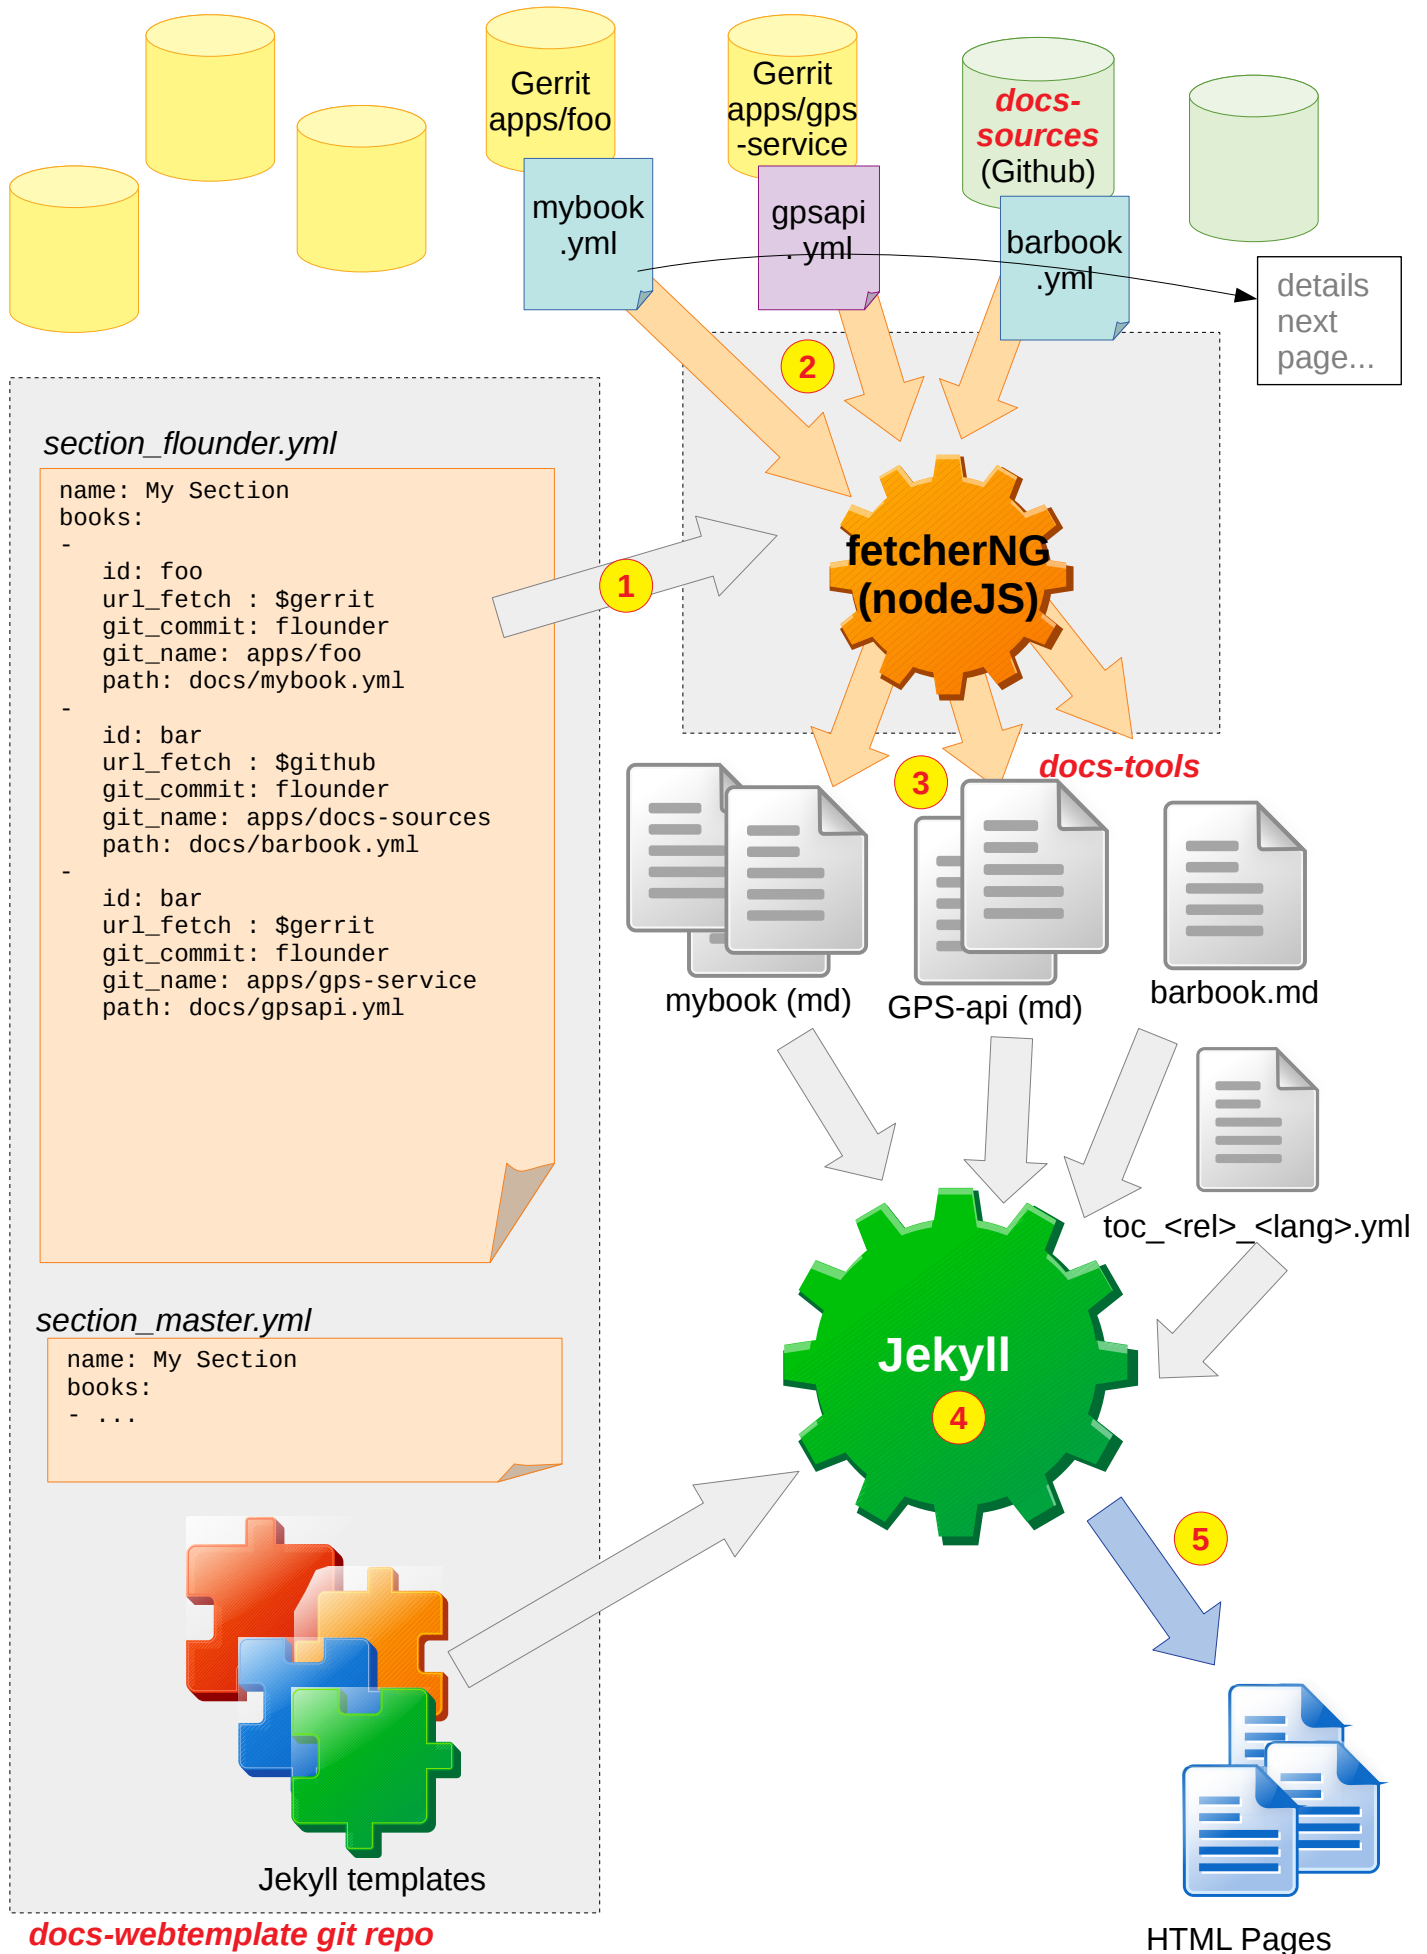 Gerrit
apps/foo
Gerrit
apps/gps
-service
docs-
sources
(Github)
mybook
.yml
gpsapi
. yml
barbook
.yml
details
next
page...
2
section_flounder.yml
name: My Section
books:
-
id: foo
url_fetch : $gerrit
git_commit: flounder
git_name: apps/foo
path: docs/mybook.yml
-
id: bar
url_fetch : $github
git_commit: flounder
git_name: apps/docs-sources
path: docs/barbook.yml
-
id: bar
url_fetch : $gerrit
git_commit: flounder
git_name: apps/gps-service
path: docs/gpsapi.yml
1
fetcherNG
(nodeJS)
3
docs-tools
mybook (md)
GPS-api (md)
barbook.md
toc_<rel>_<lang>.yml
section_master.yml
name: My Section
books:
- ...
Jekyll
4
5
Jekyll templates
docs-webtemplate git repo
HTML Pages